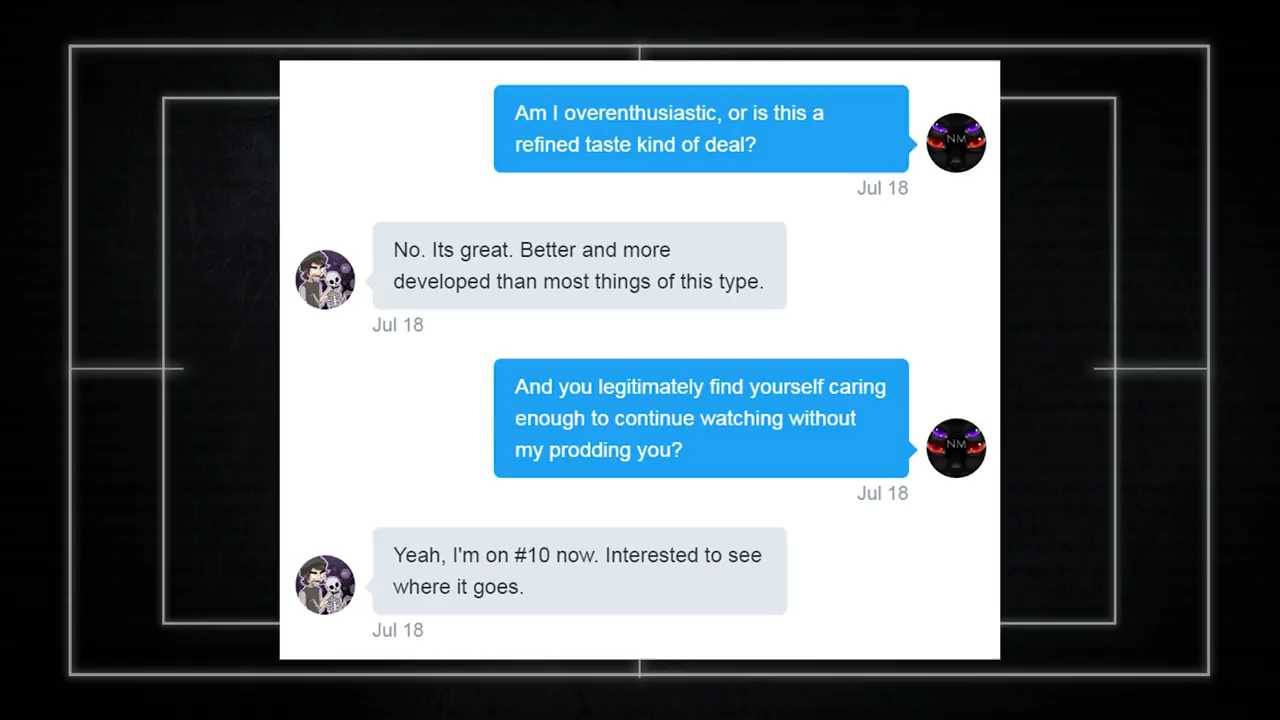 Am I overenthusiastic, or is this a
refined taste kind of deal?
NM
Jul 18
No. Its great. Better and more
developed than most things of this type.
Jul 18
And you legitimately find yourself caring
enough to continue watching without
my prodding you?
NM
Jul 18
Yeah, I'm on #10 now. Interested to see
where it goes.
Jul 18